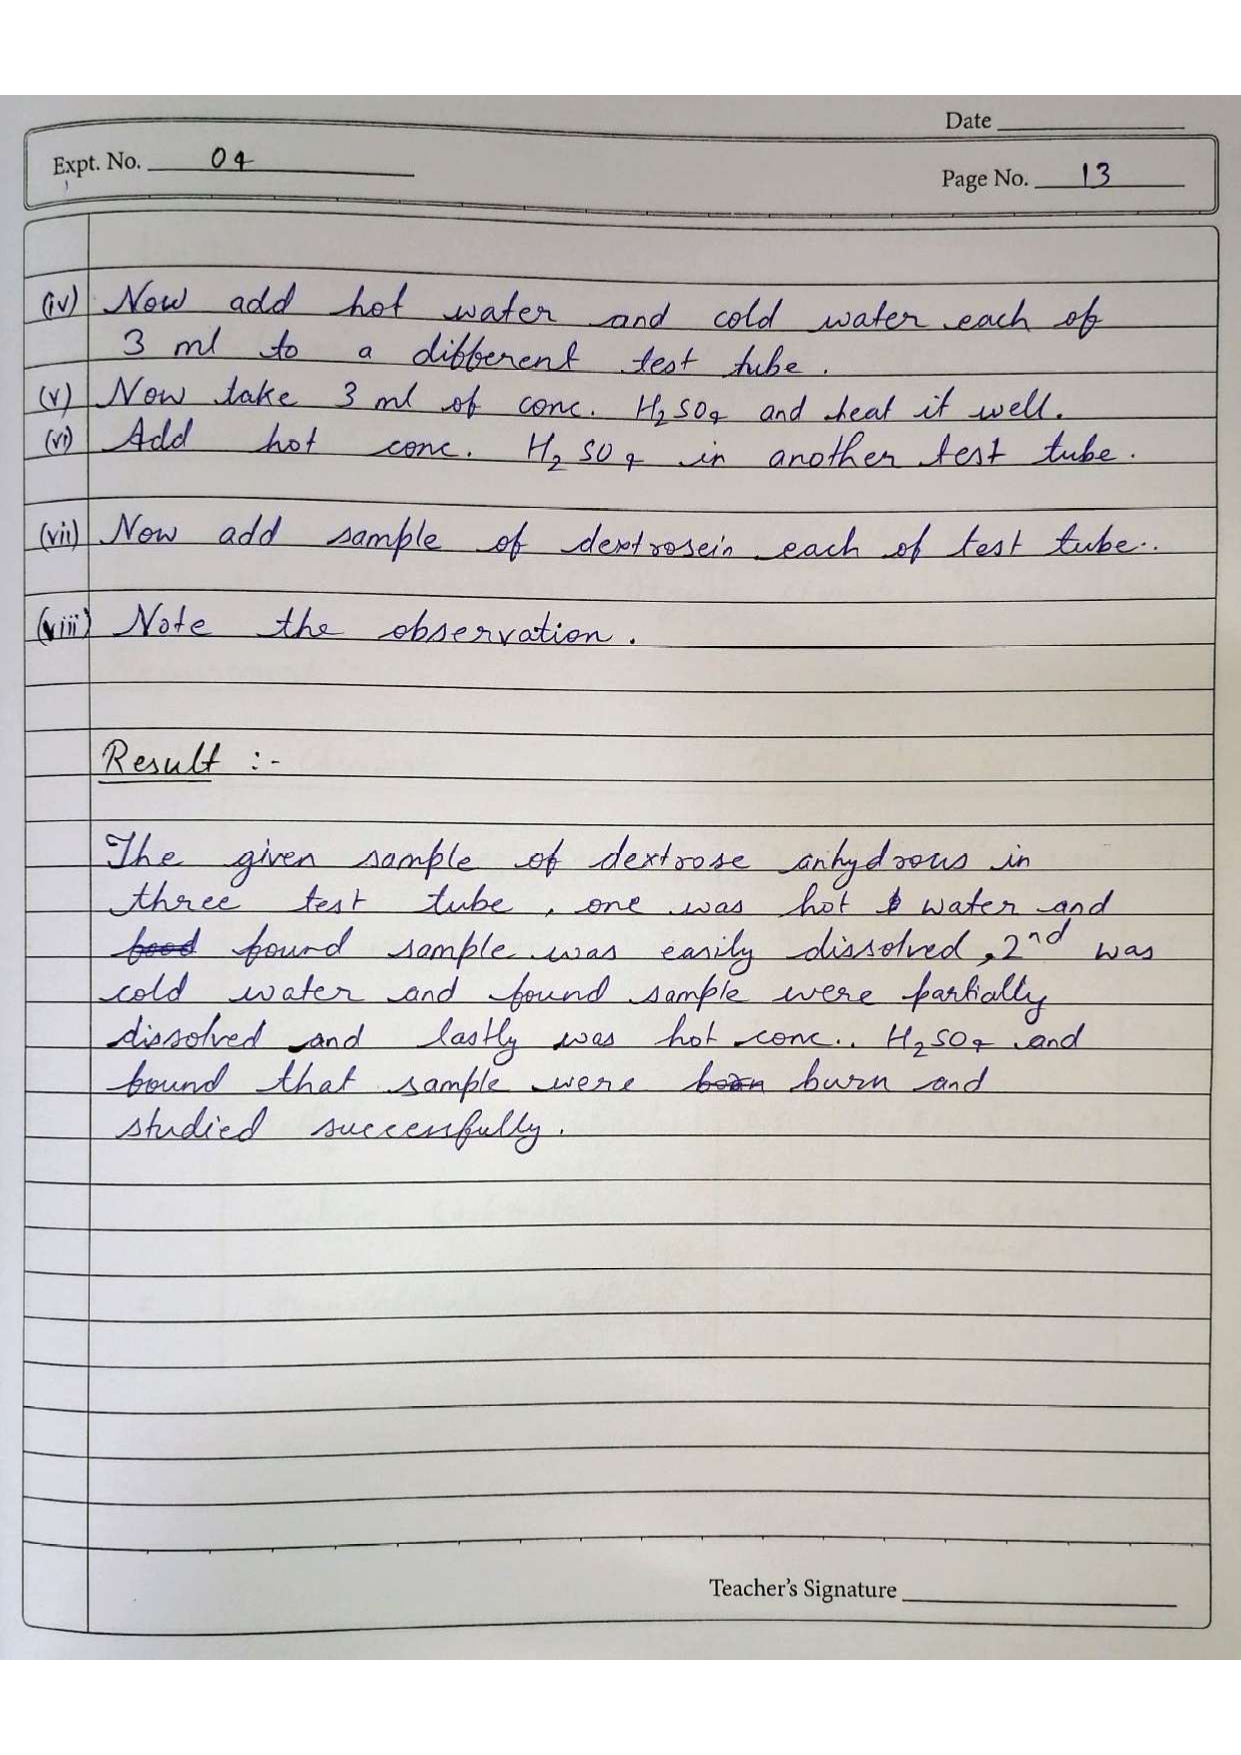 Date
Expt. No. 04
Page No. 13
(iv) Now add hot water and cold water each of
3 ml to a different test tube.
(v) Now take 3 ml of conc. H₂SO₄ and heat it well.
(vi) Add hot conc. H₂SO₄ in another test tube.
(vii) Now add sample of dextrosein each of test tube..
(viii) Note the observation.
Result :-
The given sample of dextrose anhydrous in
three test tube, one was hot water and
found sample was easily dissolved, 2nd was
cold water and found sample were partially
dissolved and lastly was hot conc.. H₂SO₄ and
found that sample were burn and
studied successfully.
Teacher's Signature